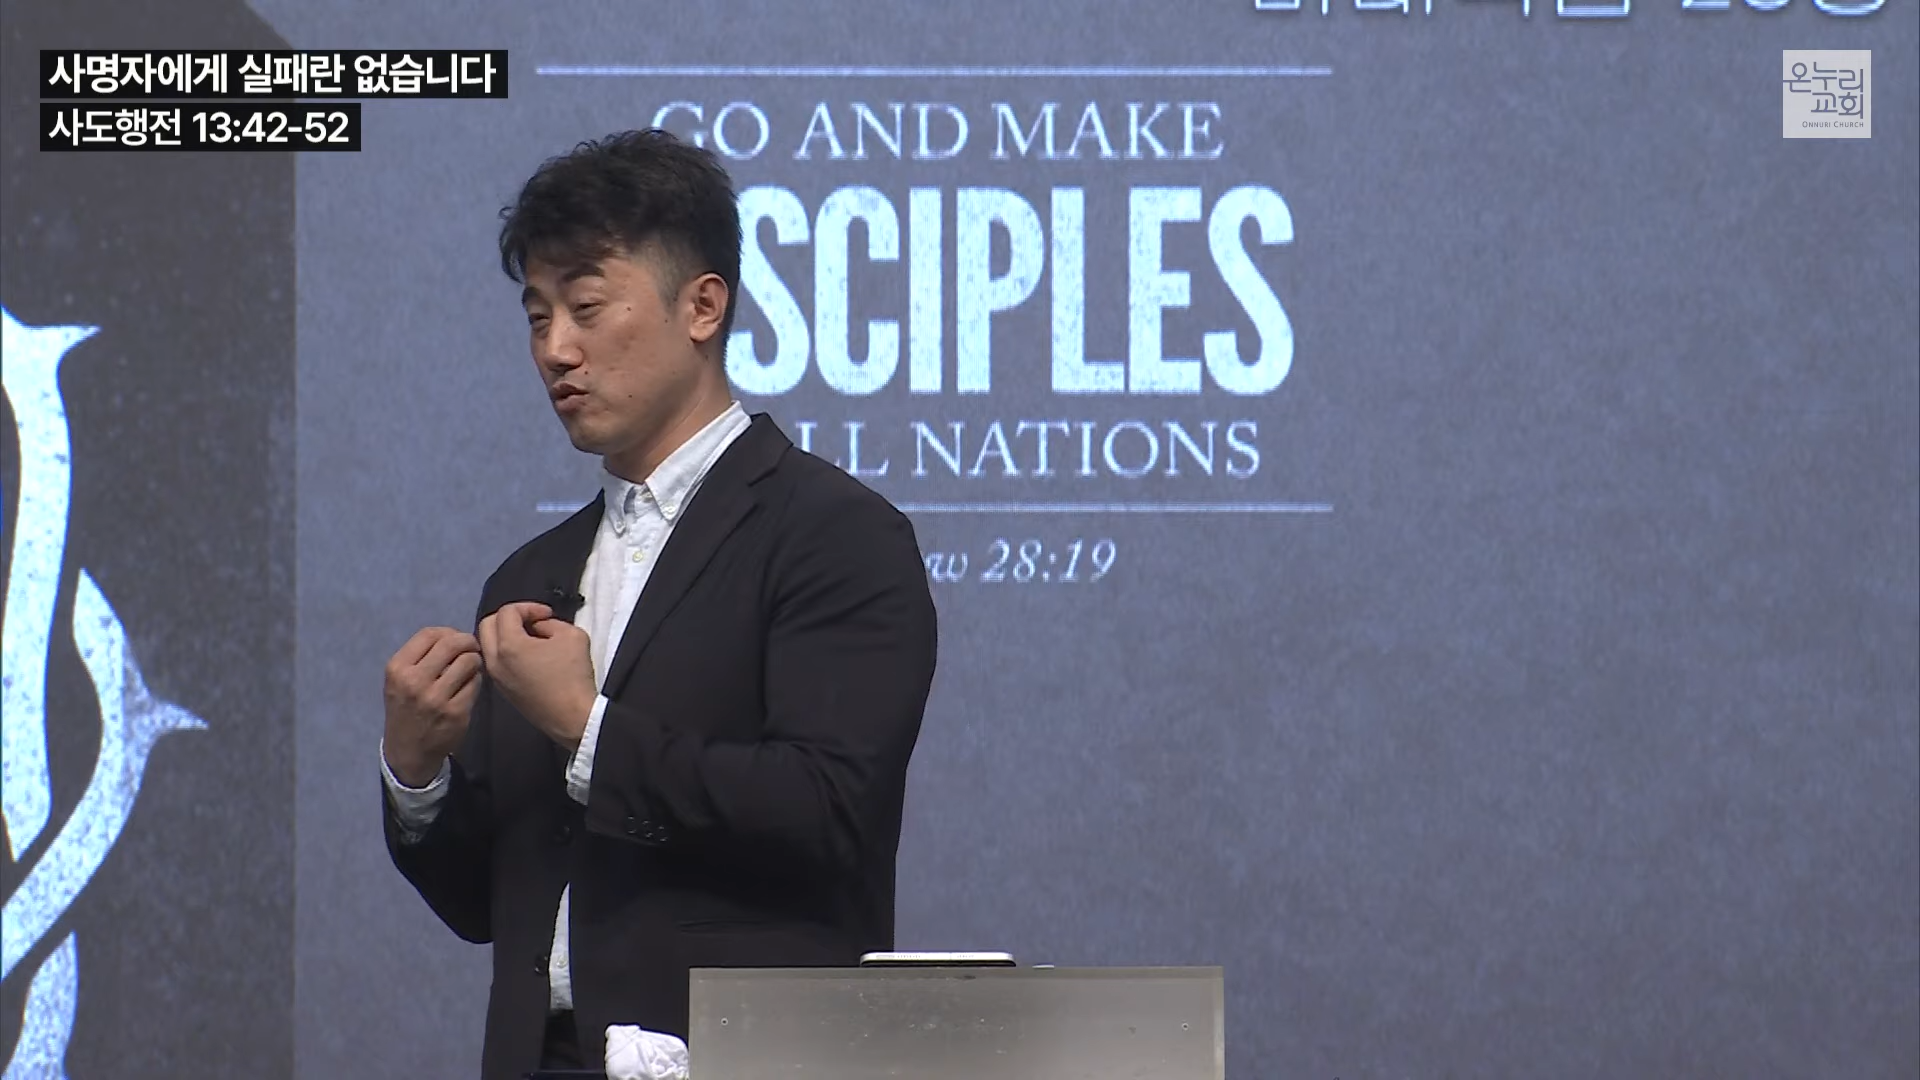 사명자에게 실패란 없습니다
사도행전 13:42-52
온누리
교회
ONNURI CHURCH
GO AND MAKE
SCIPLES
LL NATIONS
ew 28:19